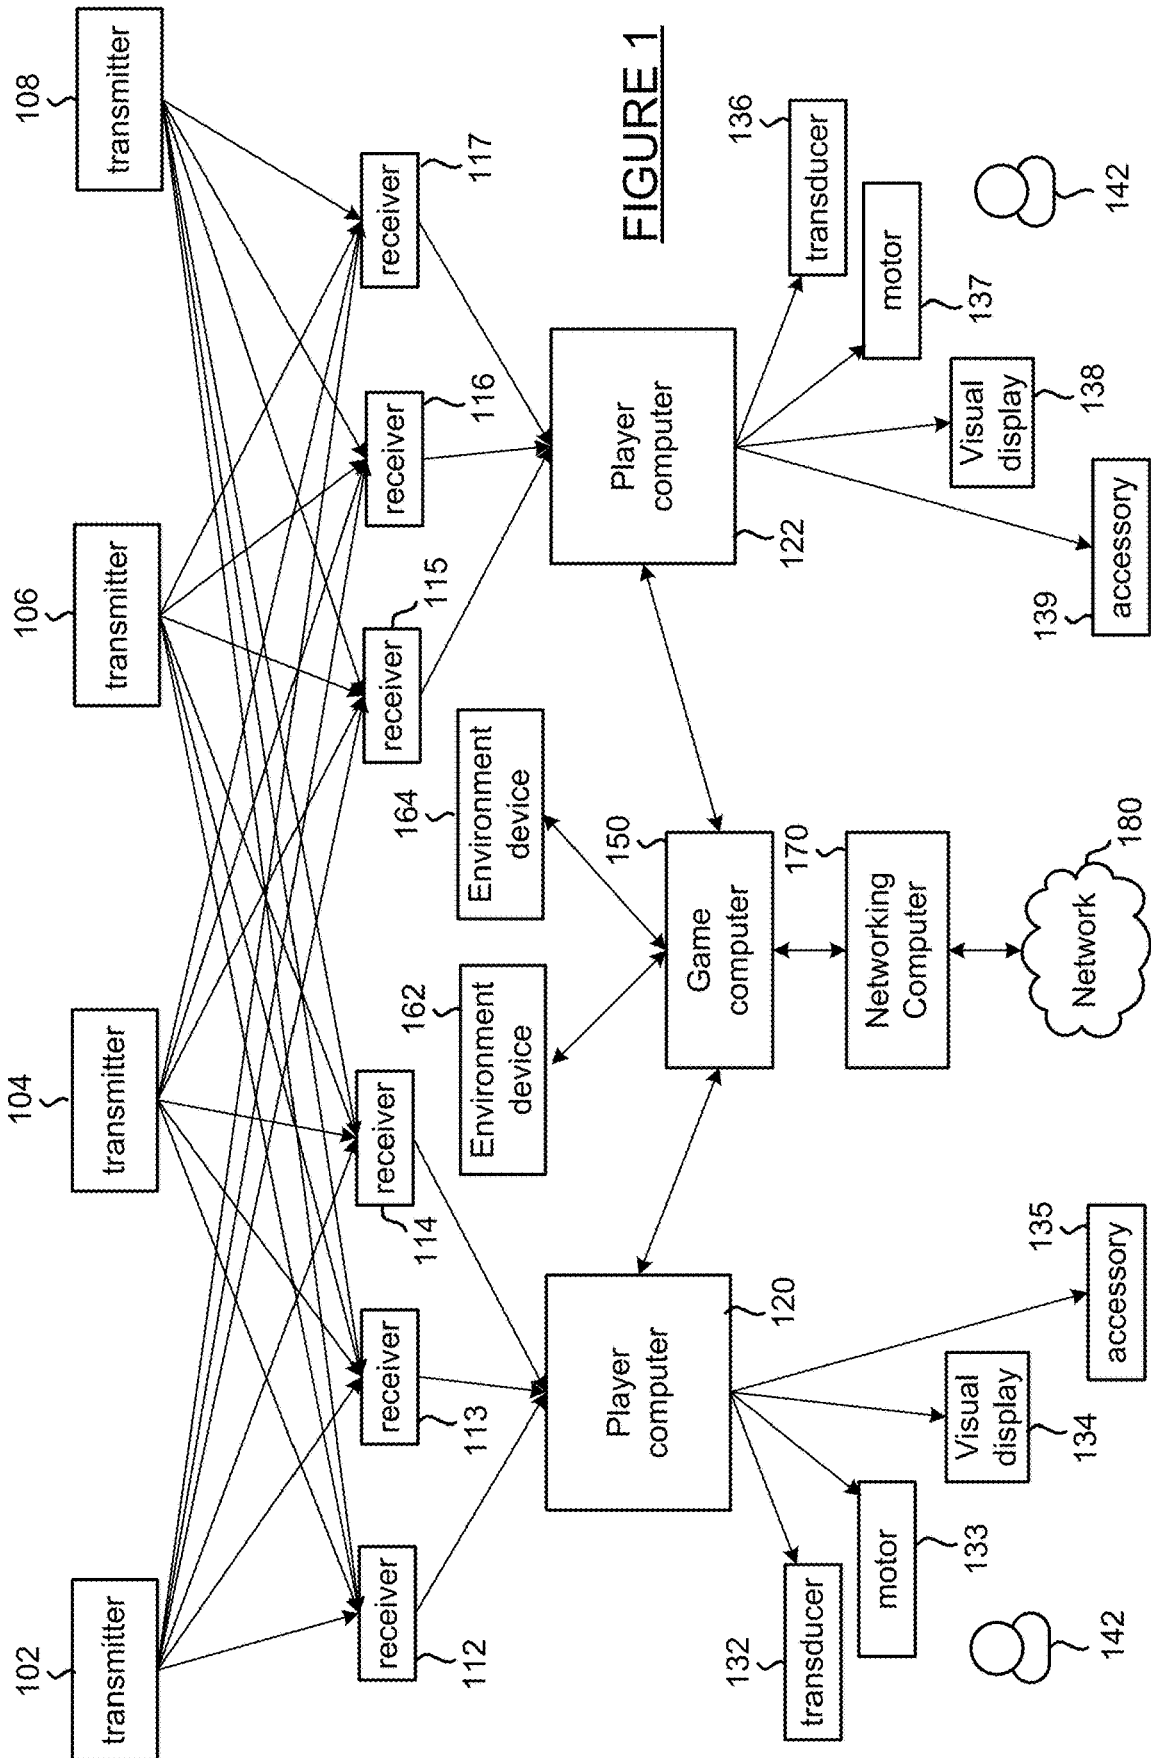 102
transmitter
104
transmitter
106
transmitter
108
transmitter
receiver
112
receiver
113
receiver
114
receiver
115
receiver
116
receiver
117
Environment
device
162
Environment
device
164
Player
computer
120
Game
computer
150
Player
computer
122
FIGURE 1
Networking
Computer
170
Network
180
132
transducer
motor
133
Visual
display
134
135
accessory
139
accessory
Visual
display
138
motor
137
136
transducer
142
142